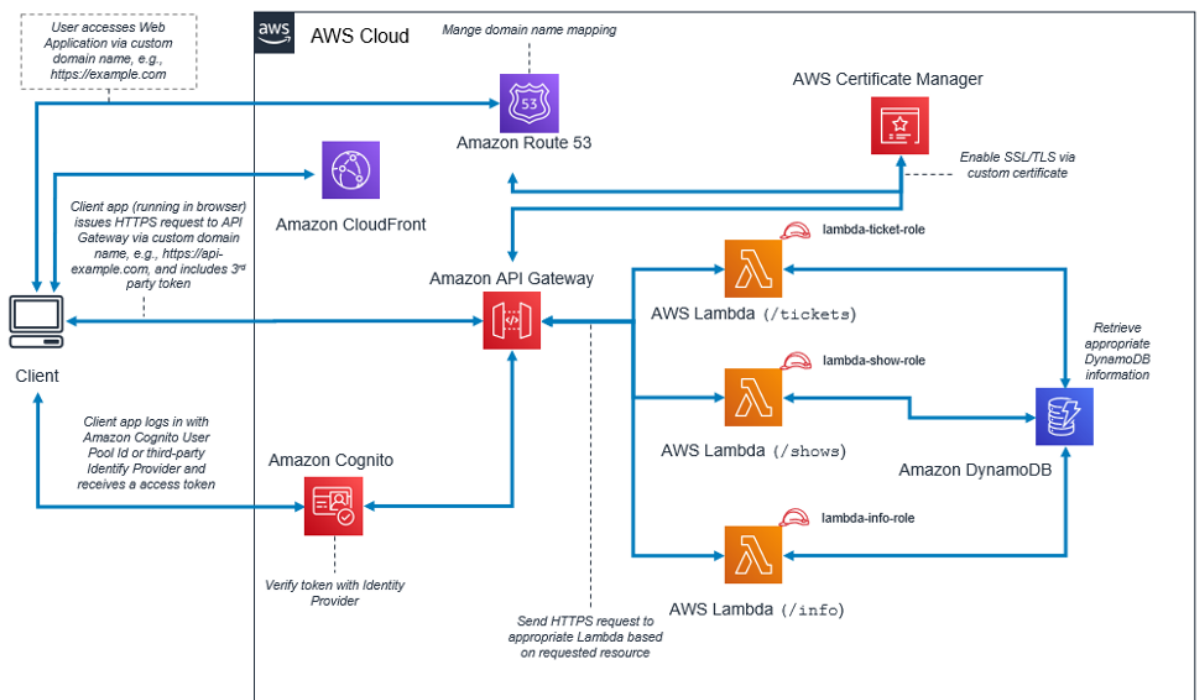 User accesses Web
Application via custom
domain name, e.g.,
https://example.com
aws
AWS Cloud
Mange domain name mapping
53
Amazon Route 53
AWS Certificate Manager
Enable SSL/TLS via
custom certificate
Amazon CloudFront
Client app (running in browser)
issues HTTPS request to API
Gateway via custom domain
name, e.g., https://api-
example.com, and includes 3rd
party token
Amazon API Gateway
lambda-ticket-role
AWS Lambda (/tickets)
Client
lambda-show-role
AWS Lambda (/shows)
Retrieve
appropriate
DynamoDB
information
Amazon DynamoDB
Client app logs in with
Amazon Cognito User
Pool Id or third-party
Identify Provider and
receives a access token
Amazon Cognito
Verify token with Identity
Provider
lambda-info-role
AWS Lambda (/info)
Send HTTPS request to
appropriate Lambda based
on requested resource